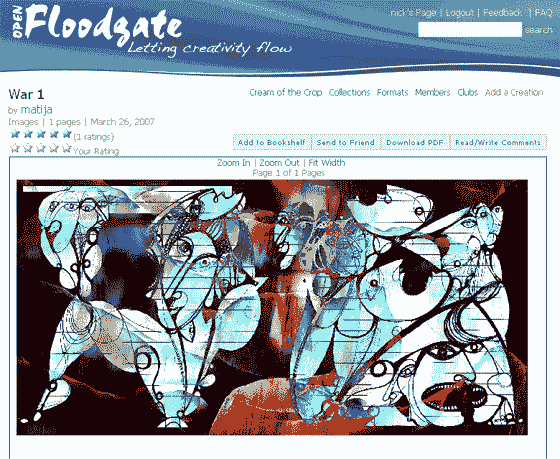 OPEN Floodgate
Letting creativity flow
nick's Page | Logout | Feedback | FAQ
search
War 1
by matija
Images | 1 pages | March 26, 2007
(1 ratings)
Your Rating
Cream of the Crop Collections Formats Members Clubs Add a Creation
Add to Bookshelf Send to Friend Download PDF Read/Write Comments
Zoom In | Zoom Out | Fit Width
Page 1 of 1 Pages